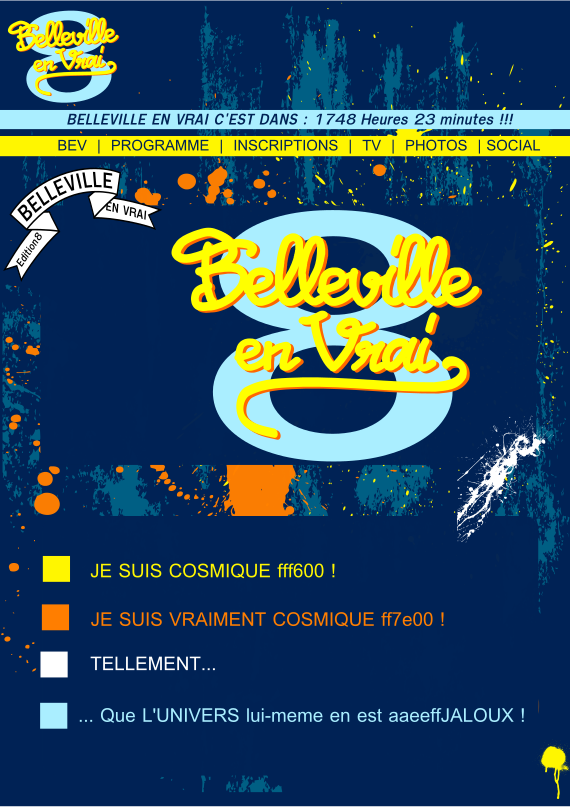 8
Belleville
en Vrai
BELLEVILLE EN VRAI C'EST DANS : 1748 Heures 23 minutes !!!
BEV | PROGRAMME | INSCRIPTIONS | TV | PHOTOS | SOCIAL
BELLEVILLE
EN VRAI
Edition8
8
Belleville
en Vrai
JE SUIS COSMIQUE fff600 !
JE SUIS VRAIMENT COSMIQUE ff7e00 !
TELLEMENT...
... Que L'UNIVERS lui-meme en est aaeeffJALOUX !